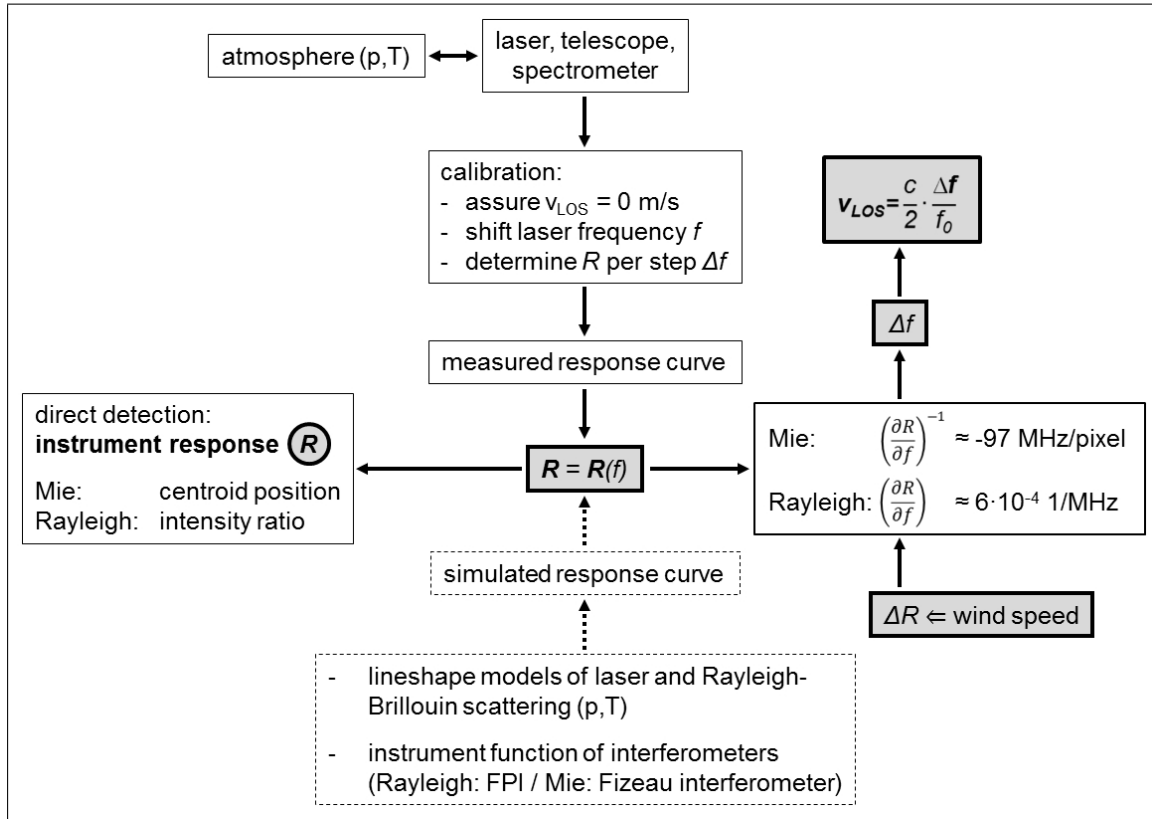 atmosphere (p,T)
laser, telescope,
spectrometer
calibration:
- assure v_LOS = 0 m/s
- shift laser frequency f
- determine R per step Δf
v_LOS = c/2 · Δf/f_0
Δf
measured response curve
direct detection:
instrument response R
Mie: centroid position
Rayleigh: intensity ratio
R = R(f)
Mie: (∂R/∂f)^-1 ≈ -97 MHz/pixel
Rayleigh: (∂R/∂f) ≈ 6·10^-4 1/MHz
simulated response curve
ΔR ⇐ wind speed
- lineshape models of laser and Rayleigh-
Brillouin scattering (p,T)
- instrument function of interferometers
(Rayleigh: FPI / Mie: Fizeau interferometer)